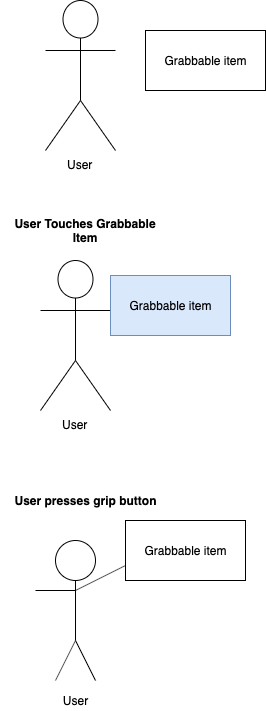 Grabbable item
User
User Touches Grabbable
Item
Grabbable item
User
User presses grip button
Grabbable item
User